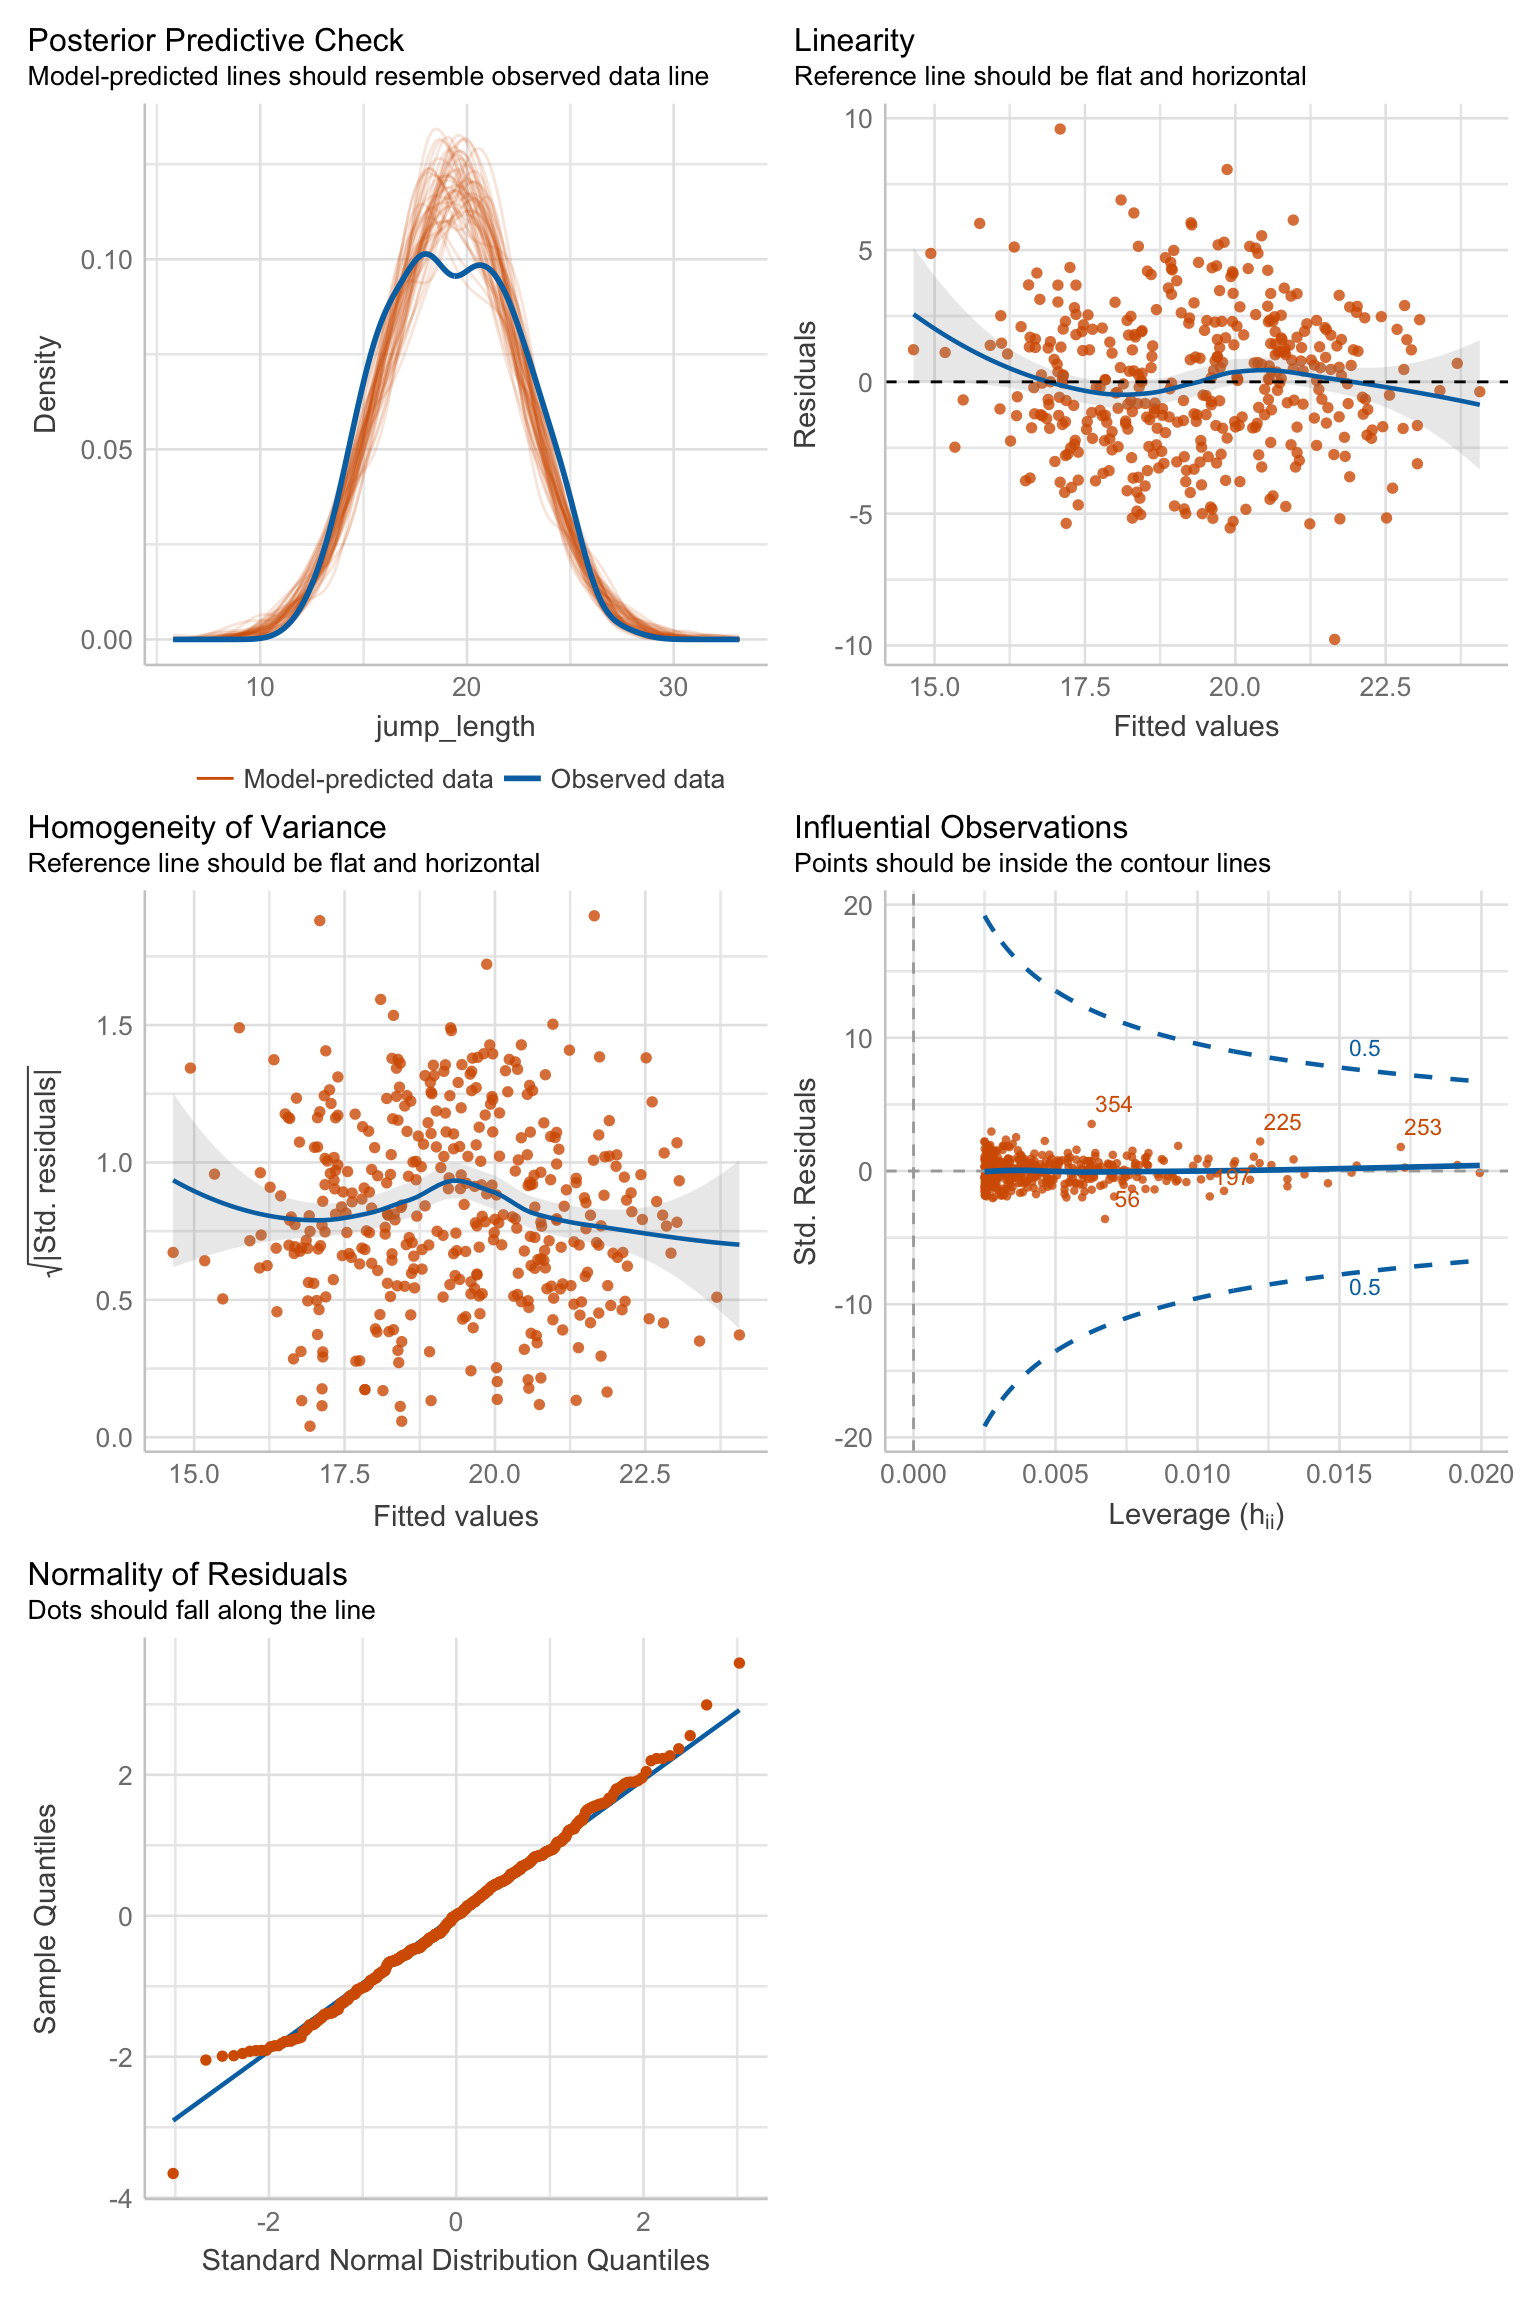 Posterior Predictive Check
Model-predicted lines should resemble observed data line
0.10
0.05
0.00
Density
10 20 30
jump_length
Model-predicted data Observed data
Linearity
Reference line should be flat and horizontal
10
5
0
-5
-10
Residuals
15.0 17.5 20.0 22.5
Fitted values
Homogeneity of Variance
Reference line should be flat and horizontal
1.5
1.0
0.5
0.0
√|Std. residuals|
15.0 17.5 20.0 22.5
Fitted values
Influential Observations
Points should be inside the contour lines
20
10
0
-10
-20
Std. Residuals
0.5
354
225
253
197
56
0.5
0.000 0.005 0.010 0.015 0.020
Leverage (hii)
Normality of Residuals
Dots should fall along the line
2
0
-2
-4
Sample Quantiles
-2 0 2
Standard Normal Distribution Quantiles